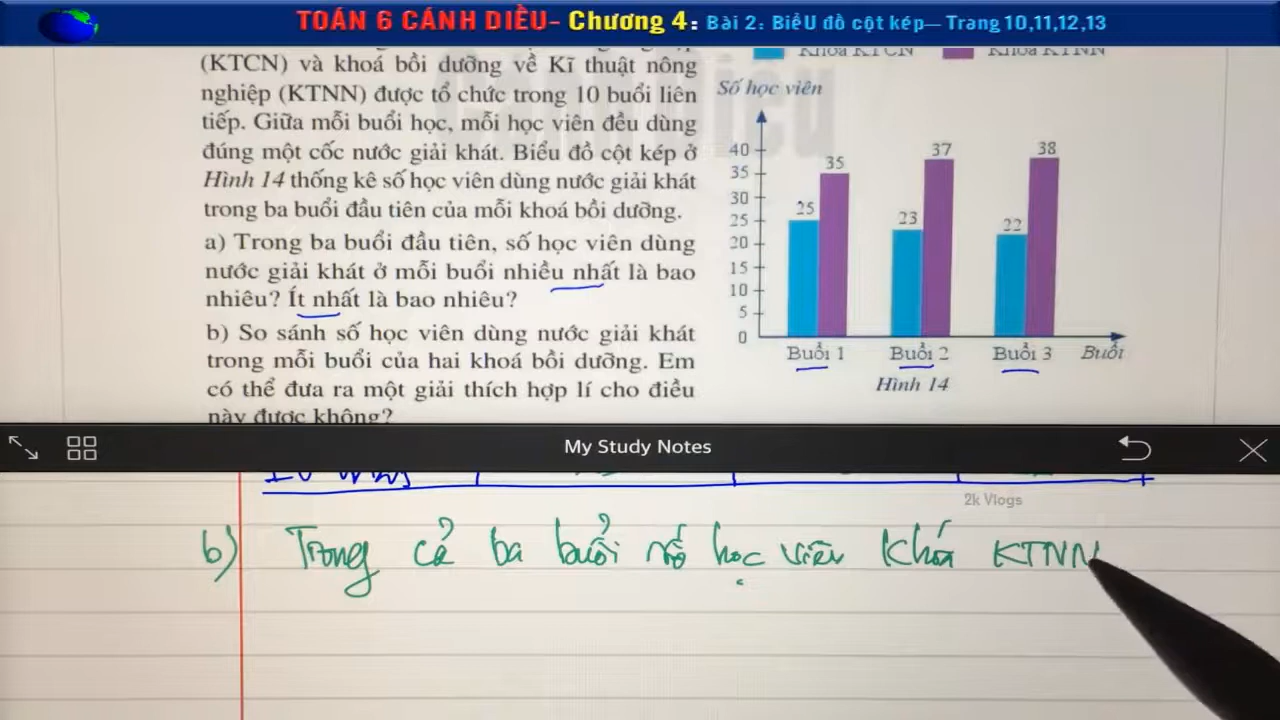 TOÁN 6 CÁNH DIỀU- Chương 4: Bài 2: BiểU đồ cột kép— Trang 10,11,12,13
(KTCN) và khoá bồi dưỡng về Kĩ thuật nông
nghiệp (KTNN) được tổ chức trong 10 buổi liên
tiếp. Giữa mỗi buổi học, mỗi học viên đều dùng
đúng một cốc nước giải khát. Biểu đồ cột kép ở
Hình 14 thống kê số học viên dùng nước giải khát
trong ba buổi đầu tiên của mỗi khoá bồi dưỡng.
a) Trong ba buổi đầu tiên, số học viên dùng
nước giải khát ở mỗi buổi nhiều nhất là bao
nhiêu? Ít nhất là bao nhiêu?
b) So sánh số học viên dùng nước giải khát
trong mỗi buổi của hai khoá bồi dưỡng. Em
có thể đưa ra một giải thích hợp lí cho điều
này được không?
Khoá KTCN Khoá KTNN
Số học viên
40
35
30
25
20
15
10
5
0
25 35 23 37 22 38
Buổi 1 Buổi 2 Buổi 3 Buổi
Hình 14
My Study Notes
2k Vlogs
b) Trong cả ba buổi số học viên khóa KTNN